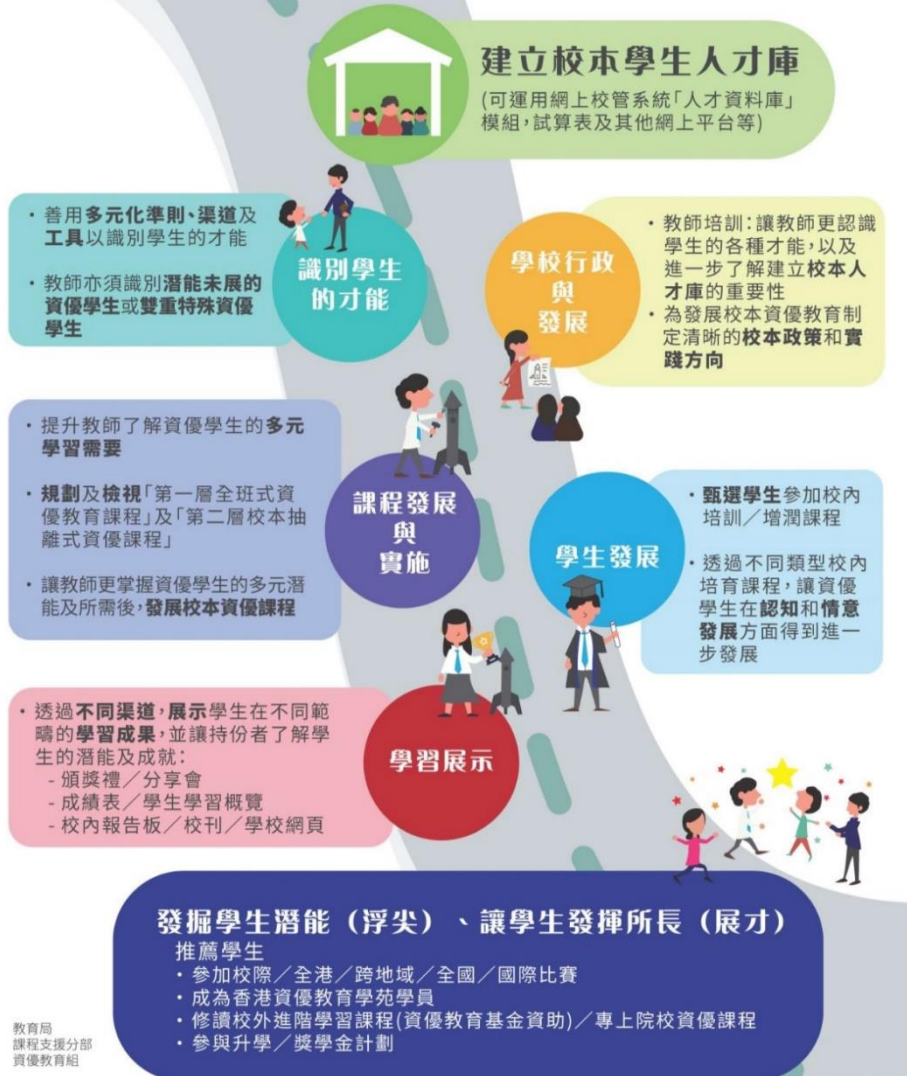 建立校本學生人才庫
(可運用網上校管系統「人才資料庫」
模組，試算表及其他網上平台等)
・善用多元化準則、渠道及
工具以識別學生的才能
・教師亦須識別潛能未展的
資優學生或雙重特殊資優
學生
識別學生
的才能
學校行政
與
發展
・教師培訓：讓教師更認識
學生的各種才能，以及
進一步了解建立校本人
才庫的重要性
・為發展校本資優教育制
定清晰的校本政策和實
踐方向
・提升教師了解資優學生的多元
學習需要
・規劃及檢視「第一層全班式資
優教育課程」及「第二層校本抽
離式資優課程」
・讓教師更掌握資優學生的多元潛
能及所需後，發展校本資優課程
課程發展
與
實施
學生發展
・甄選學生參加校內
培訓／增潤課程
・透過不同類型校內
培育課程，讓資優
學生在認知和情意
發展方面得到進一
步發展
・透過不同渠道，展示學生在不同範
疇的學習成果，並讓持份者了解學
生的潛能及成就：
- 頒獎禮／分享會
- 成績表／學生學習概覽
- 校內報告板／校刊／學校網頁
學習展示
發掘學生潛能（浮尖）、讓學生發揮所長（展才）
推薦學生
・參加校際／全港／跨地域／全國／國際比賽
・成為香港資優教育學苑學員
・修讀校外進階學習課程(資優教育基金資助)／專上院校資優課程
・參與升學／獎學金計劃
教育局
課程支援分部
資優教育組